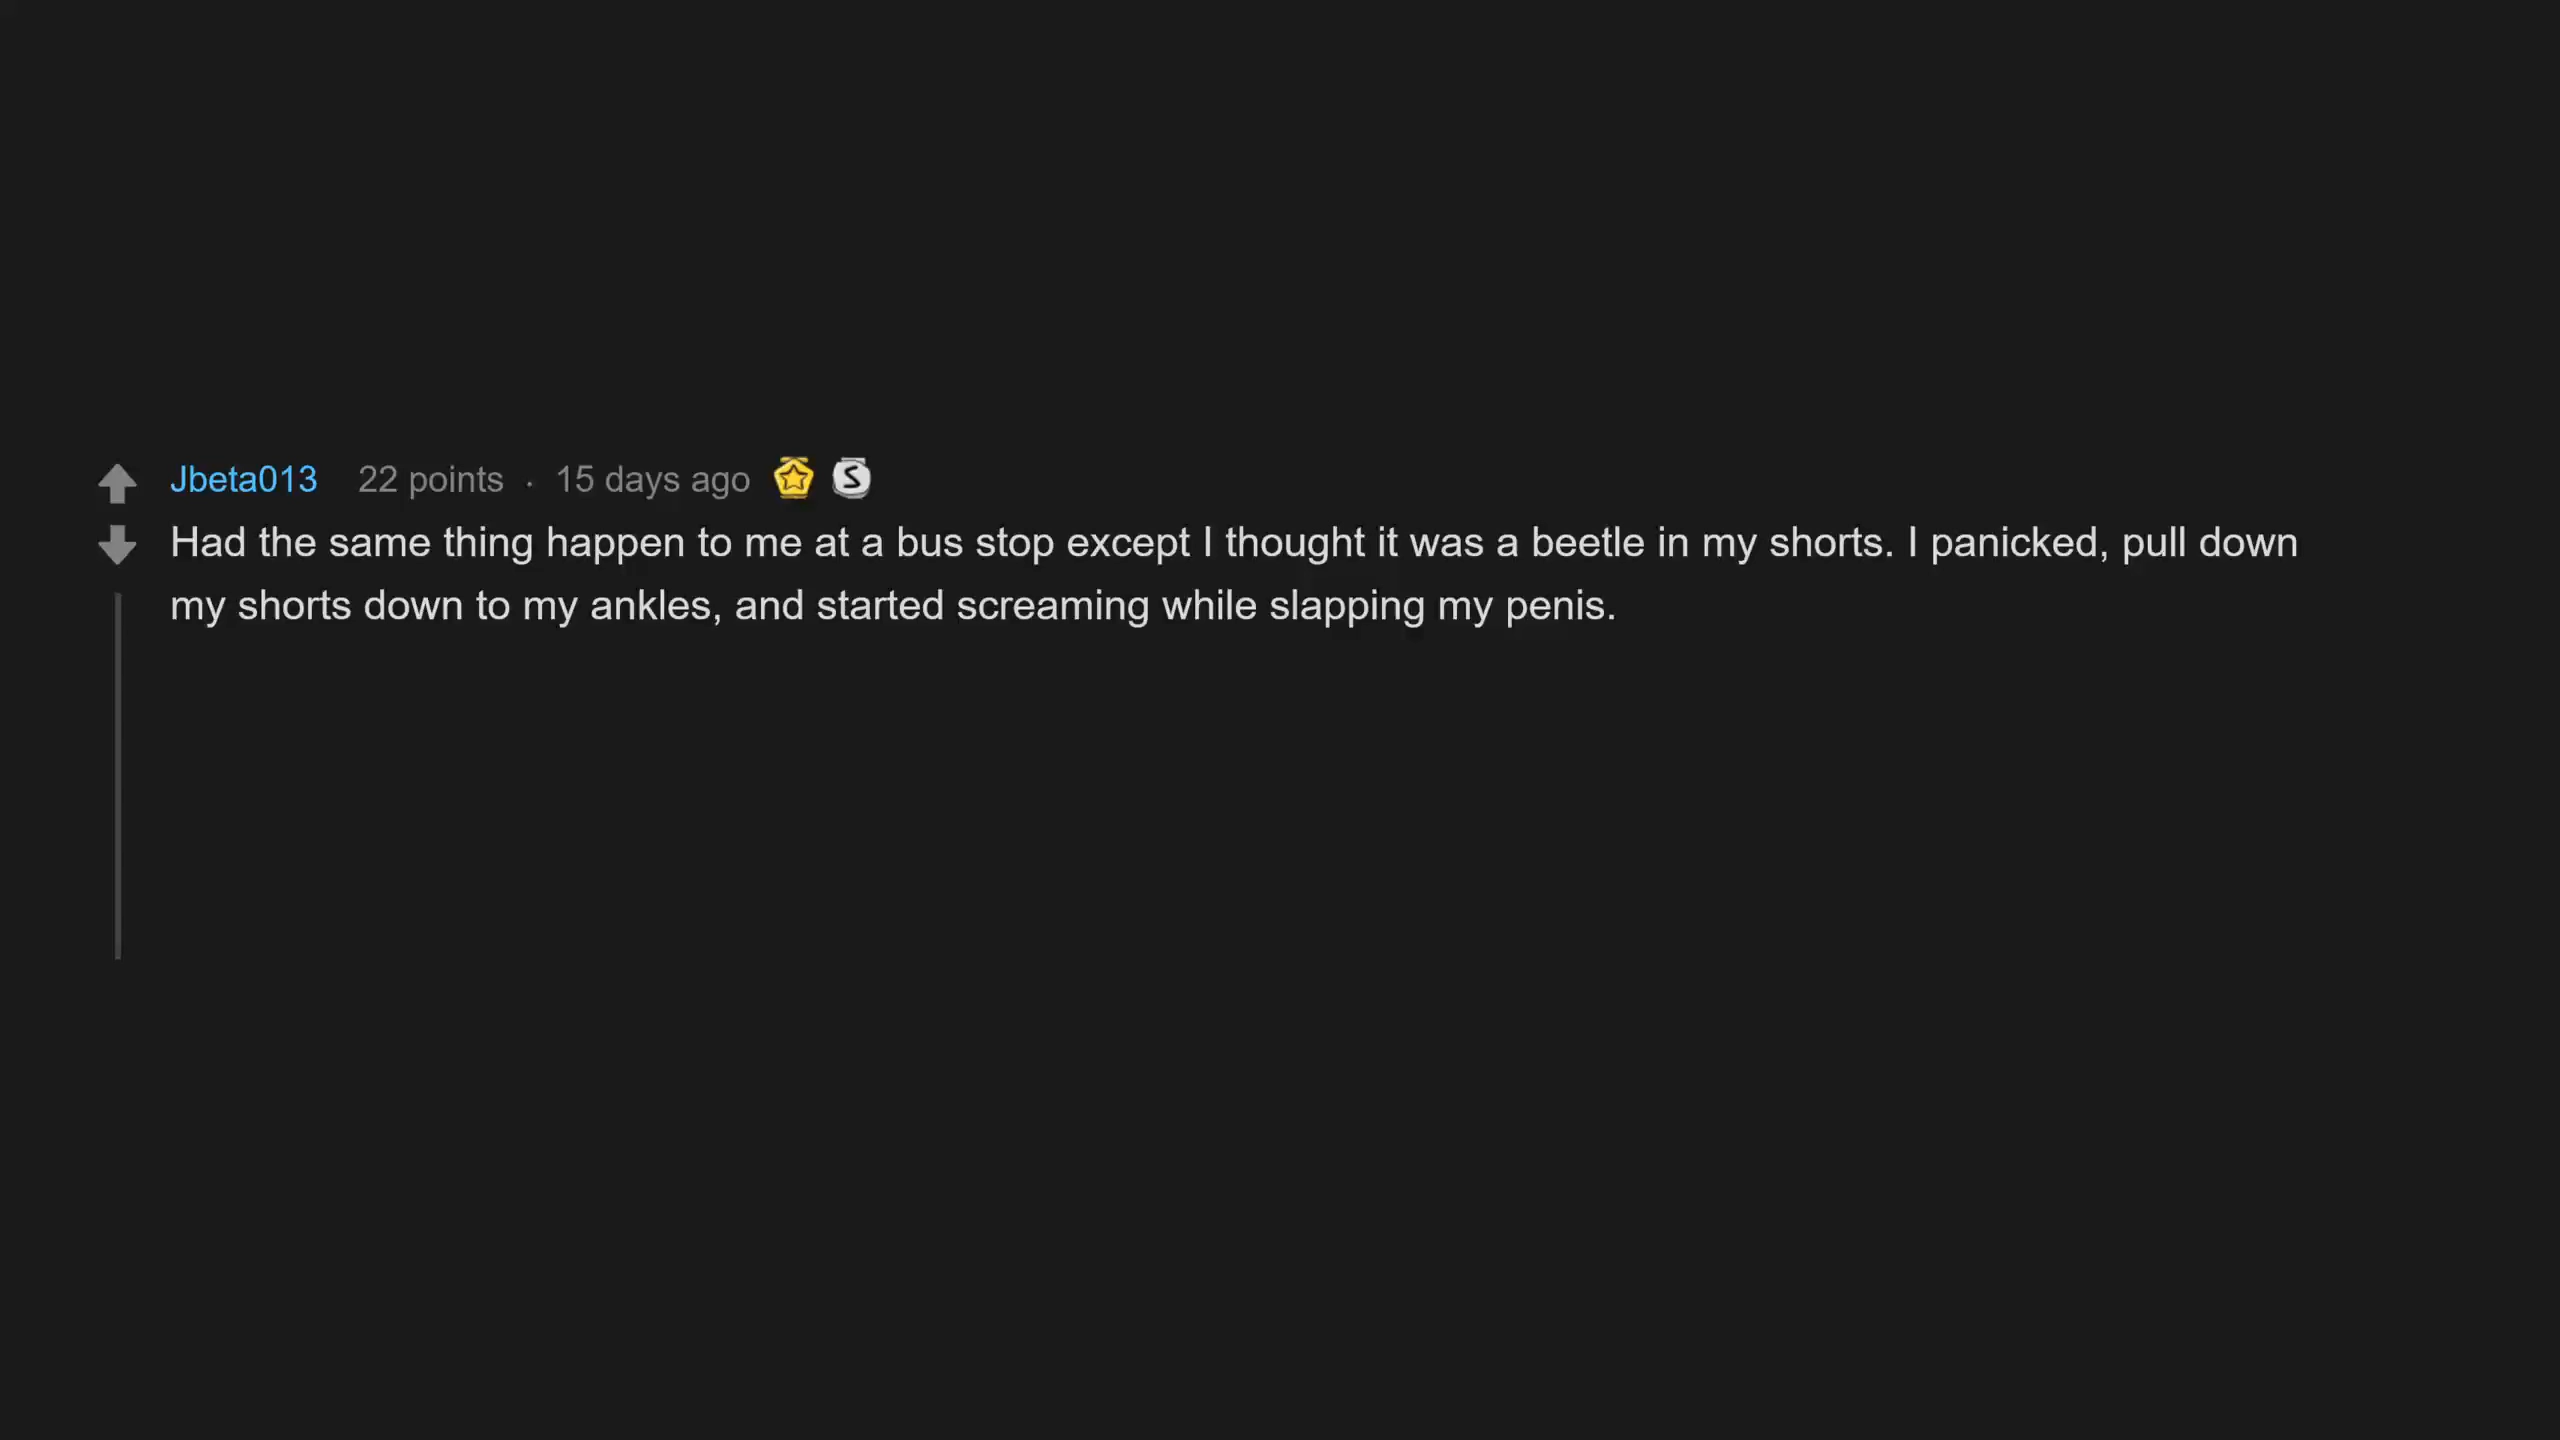 Jbeta013 22 points · 15 days ago S
Had the same thing happen to me at a bus stop except I thought it was a beetle in my shorts. I panicked, pull down
my shorts down to my ankles, and started screaming while slapping my penis.